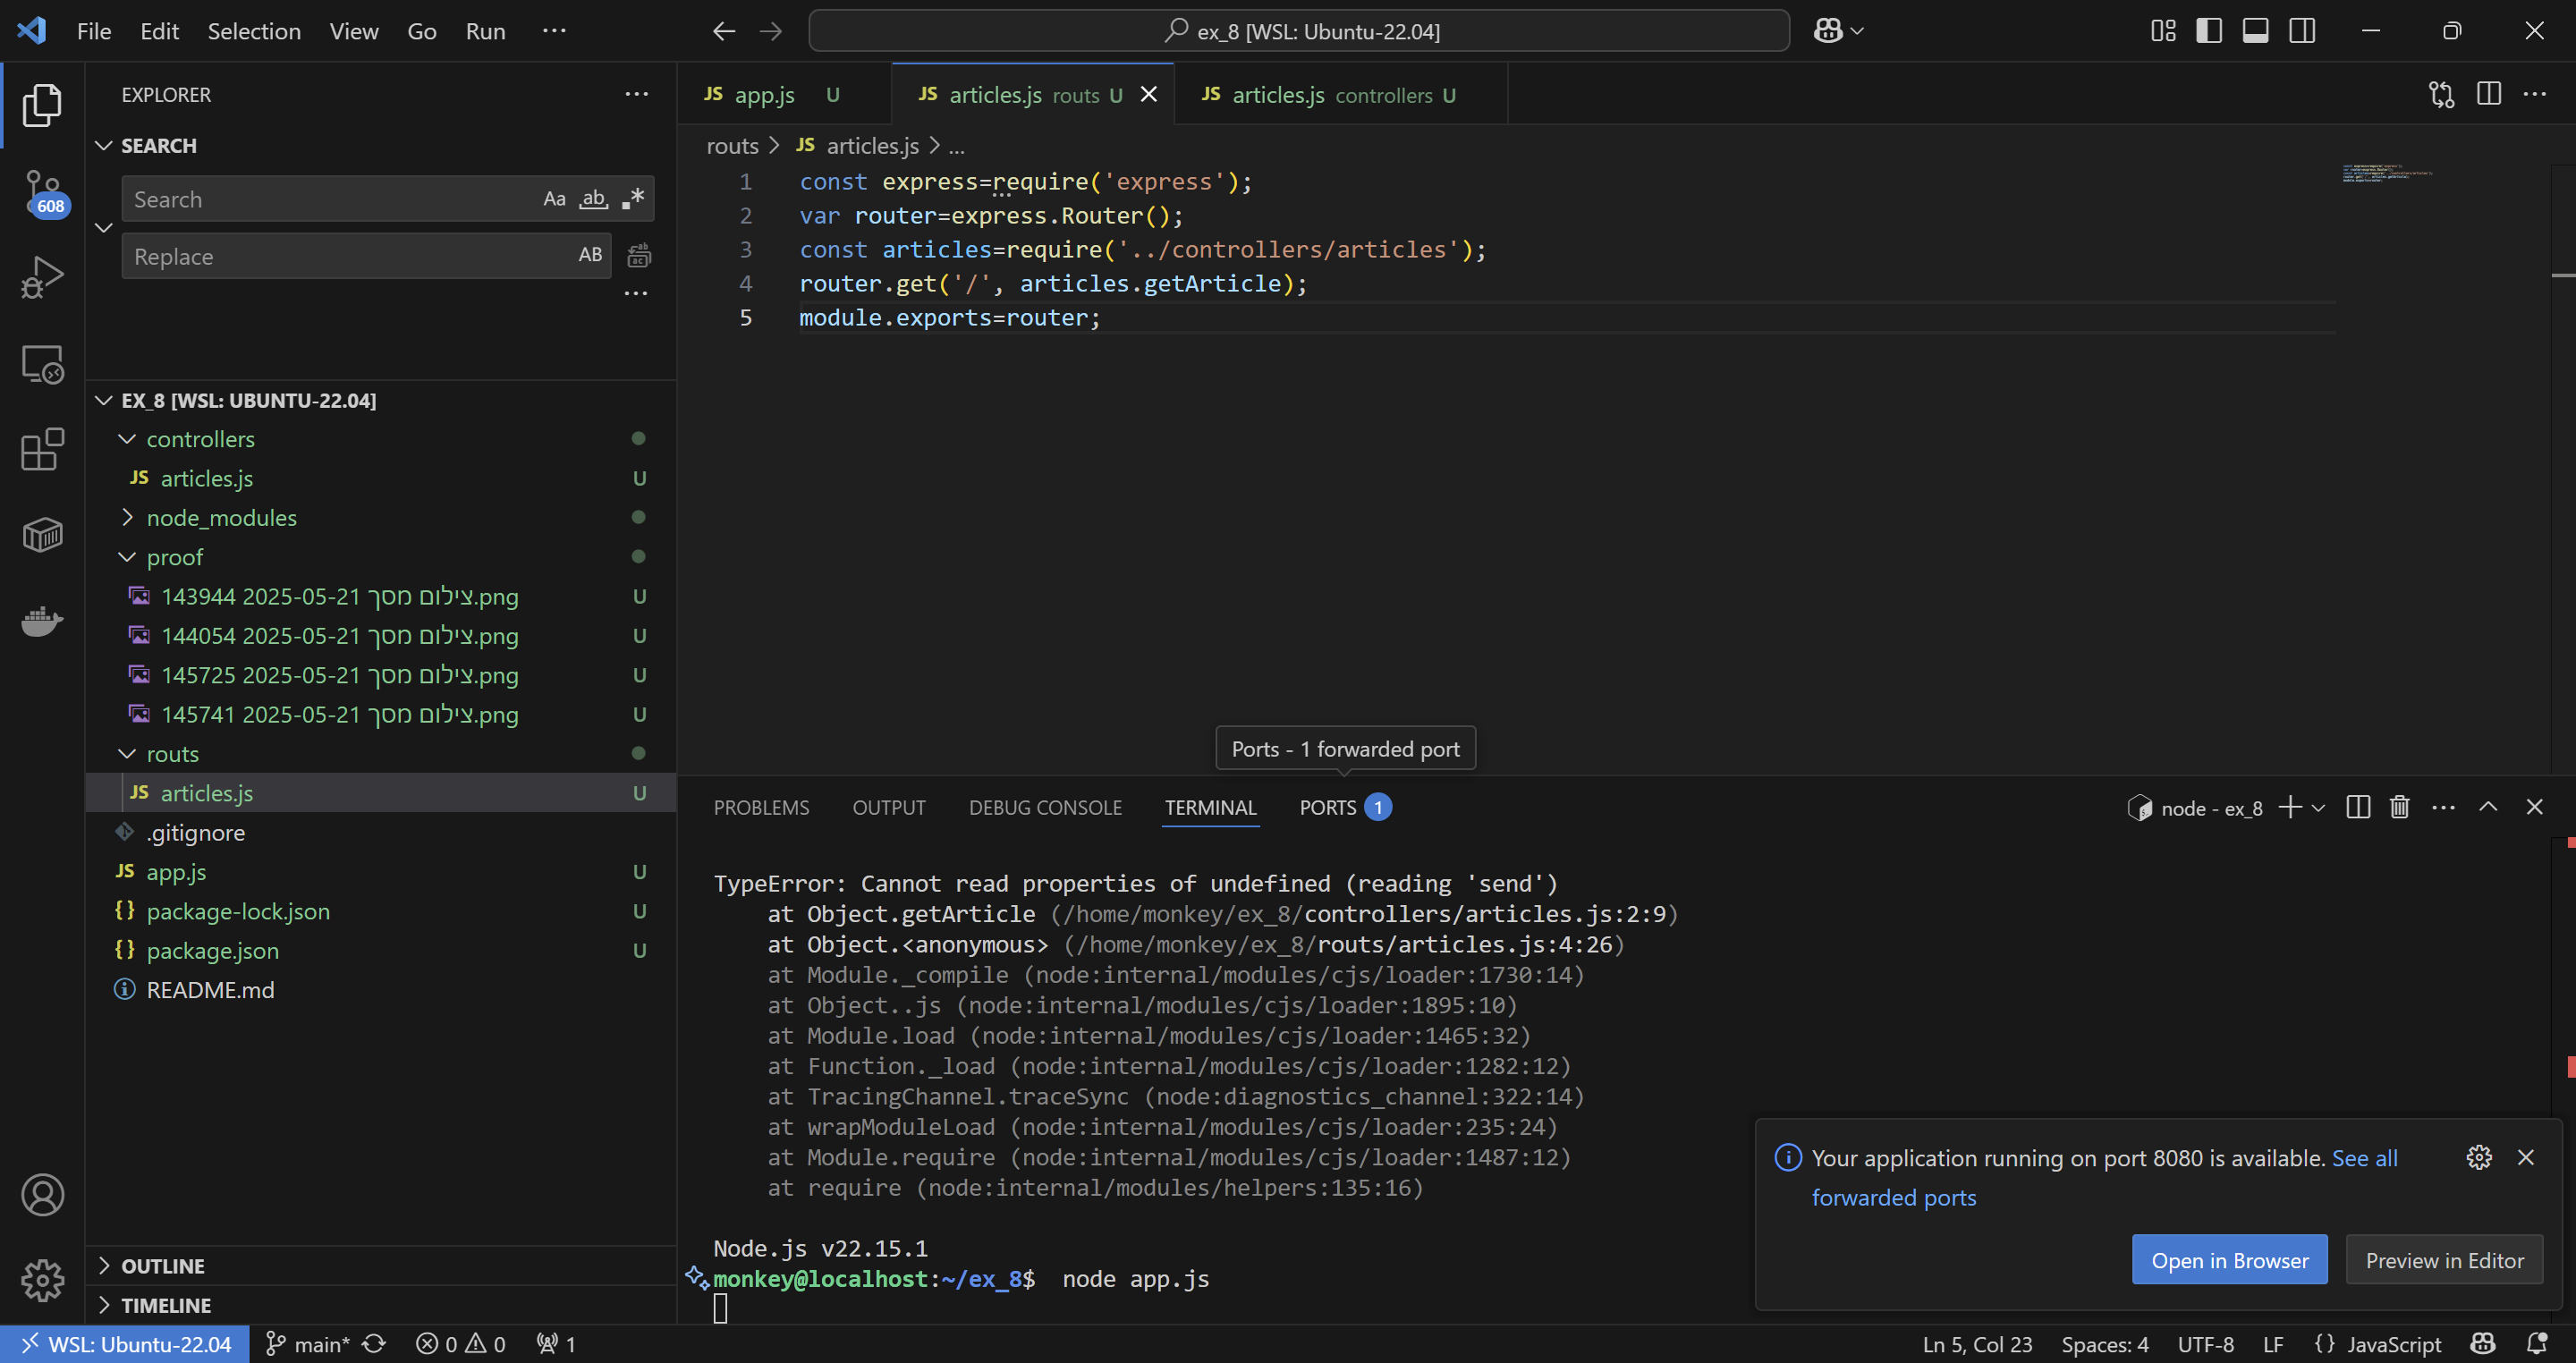 File Edit Selection View Go Run ··· ex_8 [WSL: Ubuntu-22.04]
EXPLORER
SEARCH
Search Aa ab .*
Replace AB
EX_8 [WSL: UBUNTU-22.04]
controllers
JS articles.js U
node_modules
proof
צילום מסך 2025-05-21 143944.png U
צילום מסך 2025-05-21 144054.png U
צילום מסך 2025-05-21 145725.png U
צילום מסך 2025-05-21 145741.png U
routs
JS articles.js U
.gitignore
JS app.js U
{} package-lock.json U
{} package.json U
README.md
OUTLINE
TIMELINE
608
JS app.js U JS articles.js routs U JS articles.js controllers U
routs > JS articles.js > ...
1 const express=require('express');
2 var router=express.Router();
3 const articles=require('../controllers/articles');
4 router.get('/', articles.getArticle);
5 module.exports=router;
Ports - 1 forwarded port
PROBLEMS OUTPUT DEBUG CONSOLE TERMINAL PORTS 1 node - ex_8
TypeError: Cannot read properties of undefined (reading 'send')
at Object.getArticle (/home/monkey/ex_8/controllers/articles.js:2:9)
at Object.<anonymous> (/home/monkey/ex_8/routs/articles.js:4:26)
at Module._compile (node:internal/modules/cjs/loader:1730:14)
at Object..js (node:internal/modules/cjs/loader:1895:10)
at Module.load (node:internal/modules/cjs/loader:1465:32)
at Function._load (node:internal/modules/cjs/loader:1282:12)
at TracingChannel.traceSync (node:diagnostics_channel:322:14)
at wrapModuleLoad (node:internal/modules/cjs/loader:235:24)
at Module.require (node:internal/modules/cjs/loader:1487:12)
at require (node:internal/modules/helpers:135:16)
Node.js v22.15.1
monkey@localhost:~/ex_8$ node app.js
Your application running on port 8080 is available. See all
forwarded ports
Open in Browser Preview in Editor
WSL: Ubuntu-22.04 main* 0 0 1 Ln 5, Col 23 Spaces: 4 UTF-8 LF {} JavaScript